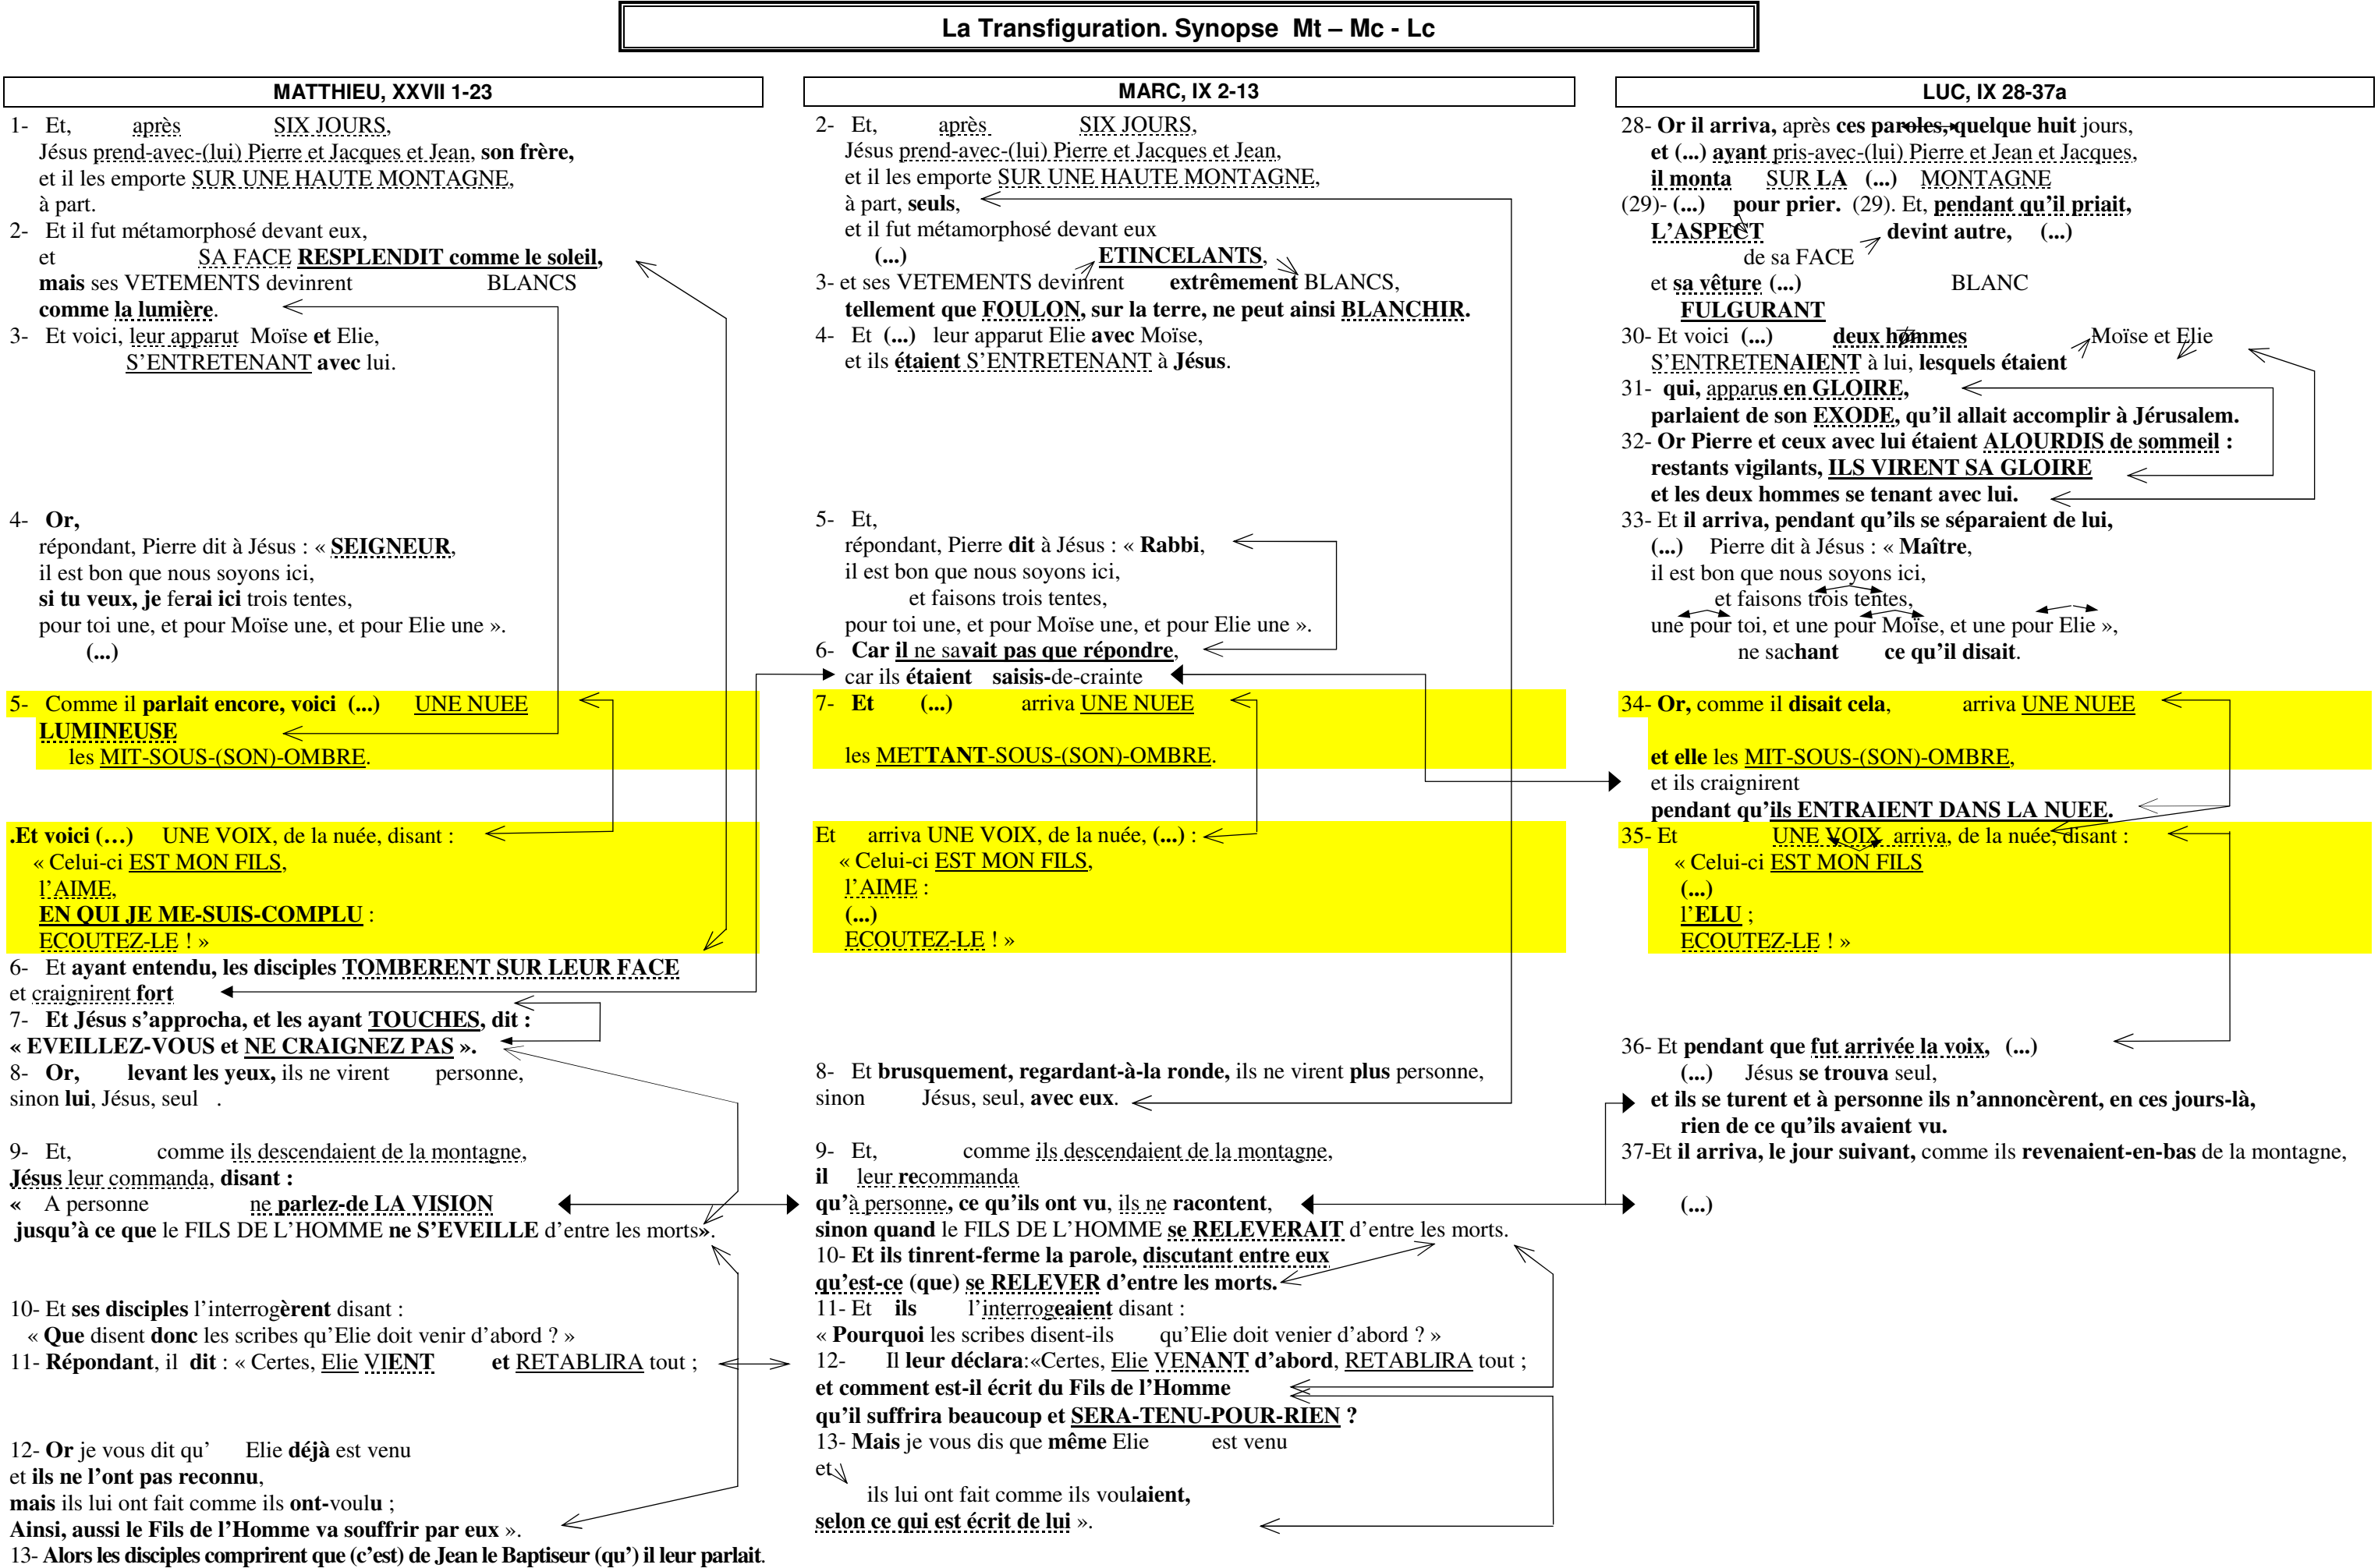 La Transfiguration. Synopse Mt – Mc - Lc
MATTHIEU, XXVII 1-23
1- Et, après SIX JOURS,
Jésus prend-avec-(lui) Pierre et Jacques et Jean, son frère,
et il les emporte SUR UNE HAUTE MONTAGNE,
à part.
2- Et il fut métamorphosé devant eux,
et SA FACE RESPLENDIT comme le soleil,
mais ses VETEMENTS devinrent BLANCS
comme la lumière.
3- Et voici, leur apparut Moïse et Elie,
S'ENTRETENANT avec lui.
4- Or,
répondant, Pierre dit à Jésus : « SEIGNEUR,
il est bon que nous soyons ici,
si tu veux, je ferai ici trois tentes,
pour toi une, et pour Moïse une, et pour Elie une ».
(...)
5- Comme il parlait encore, voici (...) UNE NUEE
LUMINEUSE
les MIT-SOUS-(SON)-OMBRE.
.Et voici (…) UNE VOIX, de la nuée, disant :
« Celui-ci EST MON FILS,
l'AIME,
EN QUI JE ME-SUIS-COMPLU :
ECOUTEZ-LE ! »
6- Et ayant entendu, les disciples TOMBERENT SUR LEUR FACE
et craignirent fort
7- Et Jésus s'approcha, et les ayant TOUCHES, dit :
« EVEILLEZ-VOUS et NE CRAIGNEZ PAS ».
8- Or, levant les yeux, ils ne virent personne,
sinon lui, Jésus, seul .
9- Et, comme ils descendaient de la montagne,
Jésus leur commanda, disant :
« A personne ne parlez-de LA VISION
jusqu'à ce que le FILS DE L'HOMME ne S'EVEILLE d'entre les morts».
10- Et ses disciples l'interrogèrent disant :
« Que disent donc les scribes qu'Elie doit venir d'abord ? »
11- Répondant, il dit : « Certes, Elie VIENT et RETABLIRA tout ;
12- Or je vous dit qu' Elie déjà est venu
et ils ne l'ont pas reconnu,
mais ils lui ont fait comme ils ont-voulu ;
Ainsi, aussi le Fils de l'Homme va souffrir par eux ».
13- Alors les disciples comprirent que (c'est) de Jean le Baptiseur (qu') il leur parlait.
MARC, IX 2-13
2- Et, après SIX JOURS,
Jésus prend-avec-(lui) Pierre et Jacques et Jean,
et il les emporte SUR UNE HAUTE MONTAGNE,
à part, seuls,
et il fut métamorphosé devant eux
(...) ETINCELANTS,
3- et ses VETEMENTS devinrent extrêmement BLANCS,
tellement que FOULON, sur la terre, ne peut ainsi BLANCHIR.
4- Et (...) leur apparut Elie avec Moïse,
et ils étaient S'ENTRETENANT à Jésus.
5- Et,
répondant, Pierre dit à Jésus : « Rabbi,
il est bon que nous soyons ici,
et faisons trois tentes,
pour toi une, et pour Moïse une, et pour Elie une ».
6- Car il ne savait pas que répondre,
car ils étaient saisis-de-crainte
7- Et (...) arriva UNE NUEE
les METTANT-SOUS-(SON)-OMBRE.
Et arriva UNE VOIX, de la nuée, (...) :
« Celui-ci EST MON FILS,
l'AIME :
(...)
ECOUTEZ-LE ! »
8- Et brusquement, regardant-à-la ronde, ils ne virent plus personne,
sinon Jésus, seul, avec eux.
9- Et, comme ils descendaient de la montagne,
il leur recommanda
qu'à personne, ce qu'ils ont vu, ils ne racontent,
sinon quand le FILS DE L'HOMME se RELEVERAIT d'entre les morts.
10- Et ils tinrent-ferme la parole, discutant entre eux
qu'est-ce (que) se RELEVER d'entre les morts.
11- Et ils l'interrogeaient disant :
« Pourquoi les scribes disent-ils qu'Elie doit venier d'abord ? »
12- Il leur déclara:«Certes, Elie VENANT d'abord, RETABLIRA tout ;
et comment est-il écrit du Fils de l'Homme
qu'il suffrira beaucoup et SERA-TENU-POUR-RIEN ?
13- Mais je vous dis que même Elie est venu
et
ils lui ont fait comme ils voulaient,
selon ce qui est écrit de lui ».
LUC, IX 28-37a
28- Or il arriva, après ces paroles, quelque huit jours,
et (...) ayant pris-avec-(lui) Pierre et Jean et Jacques,
il monta SUR LA (...) MONTAGNE
(29)- (...) pour prier. (29). Et, pendant qu'il priait,
L'ASPECT devint autre, (...)
de sa FACE
et sa vêture (...) BLANC
FULGURANT
30- Et voici (...) deux hommes Moïse et Elie
S'ENTRETENAIENT à lui, lesquels étaient
31- qui, apparus en GLOIRE,
parlaient de son EXODE, qu'il allait accomplir à Jérusalem.
32- Or Pierre et ceux avec lui étaient ALOURDIS de sommeil :
restants vigilants, ILS VIRENT SA GLOIRE
et les deux hommes se tenant avec lui.
33- Et il arriva, pendant qu'ils se séparaient de lui,
(...) Pierre dit à Jésus : « Maître,
il est bon que nous soyons ici,
et faisons trois tentes,
une pour toi, et une pour Moïse, et une pour Elie »,
ne sachant ce qu'il disait.
34- Or, comme il disait cela, arriva UNE NUEE
et elle les MIT-SOUS-(SON)-OMBRE,
et ils craignirent
pendant qu'ils ENTRAIENT DANS LA NUEE.
35- Et UNE VOIX arriva, de la nuée, disant :
« Celui-ci EST MON FILS
(...)
l'ELU ;
ECOUTEZ-LE ! »
36- Et pendant que fut arrivée la voix, (...)
(...) Jésus se trouva seul,
et ils se turent et à personne ils n'annoncèrent, en ces jours-là,
rien de ce qu'ils avaient vu.
37-Et il arriva, le jour suivant, comme ils revenaient-en-bas de la montagne,
(...)